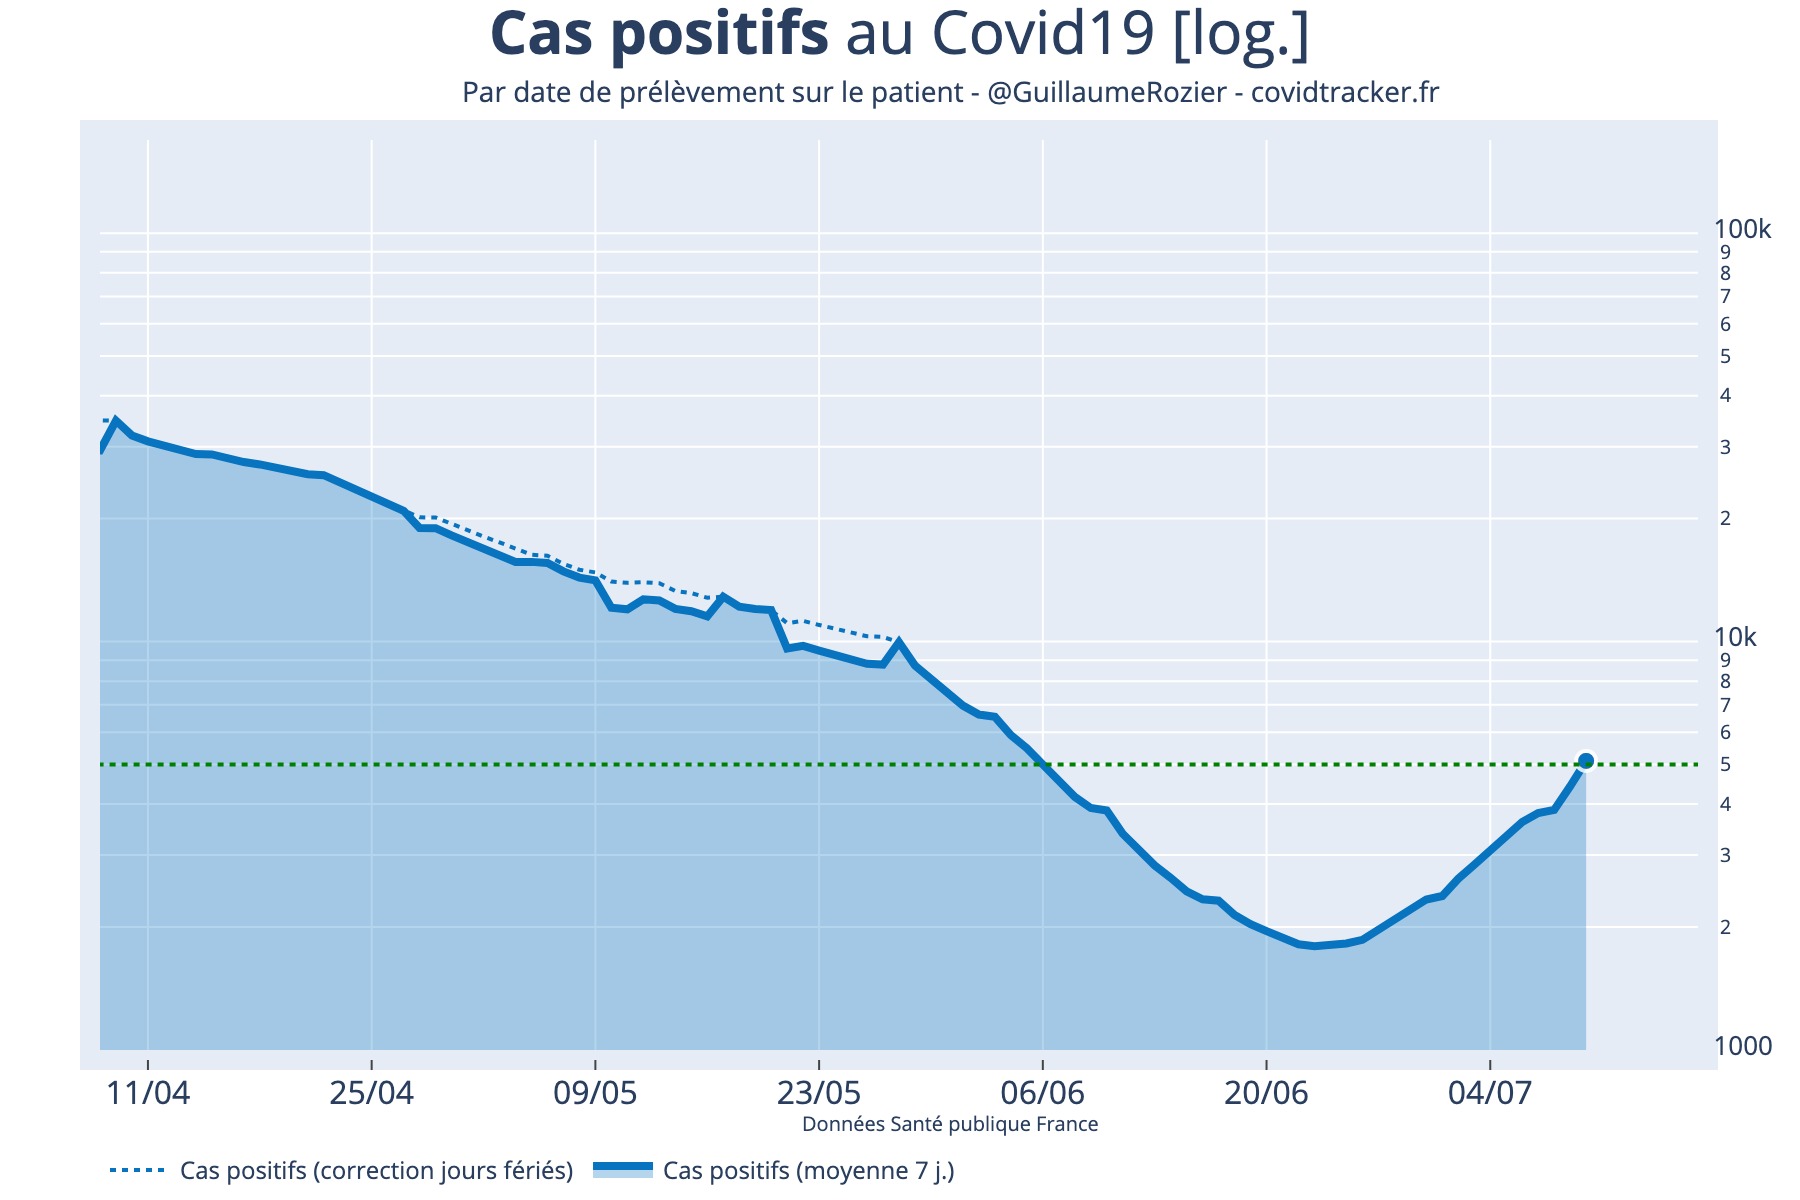 Cas positifs au Covid19 [log.]
Par date de prélèvement sur le patient - @GuillaumeRozier - covidtracker.fr
100k
9
8
7
6
5
4
3
2
10k
9
8
7
6
5
4
3
2
1000
11/04 25/04 09/05 23/05 06/06 20/06 04/07
Données Santé publique France
Cas positifs (correction jours fériés) Cas positifs (moyenne 7 j.)